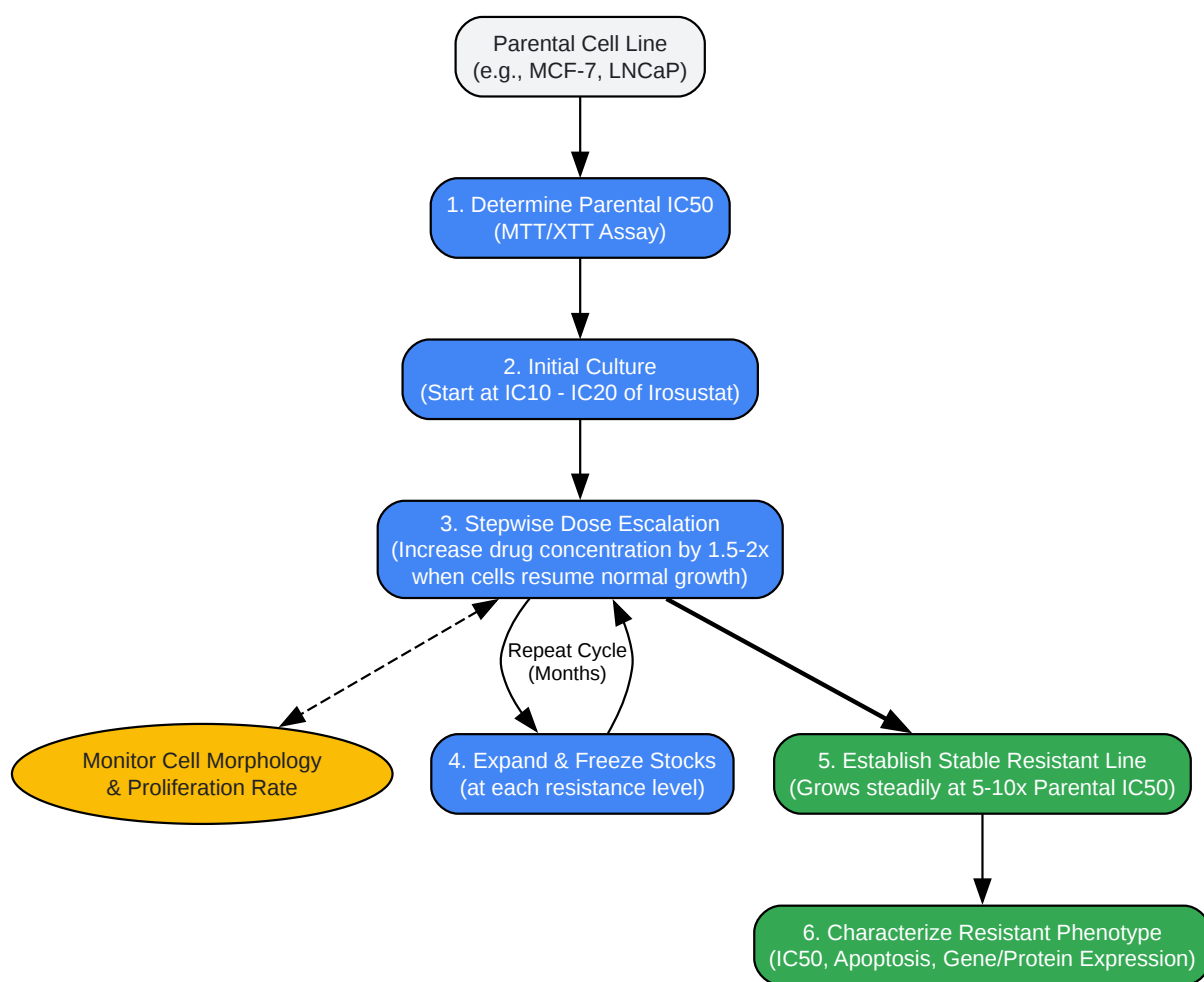 Parental Cell Line
(e.g., MCF-7, LNCaP)
1. Determine Parental IC50
(MTT/XTT Assay)
2. Initial Culture
(Start at IC10 - IC20 of Irosustat)
3. Stepwise Dose Escalation
(Increase drug concentration by 1.5-2x
when cells resume normal growth)
Repeat Cycle
(Months)
Monitor Cell Morphology
& Proliferation Rate
4. Expand & Freeze Stocks
(at each resistance level)
5. Establish Stable Resistant Line
(Grows steadily at 5-10x Parental IC50)
6. Characterize Resistant Phenotype
(IC50, Apoptosis, Gene/Protein Expression)